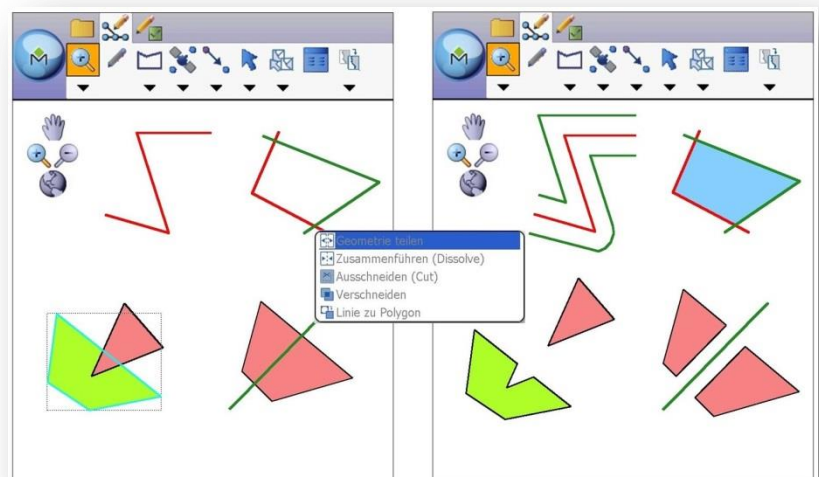 Geometrie teilen
Zusammenführen (Dissolve)
Ausschneiden (Cut)
Verschneiden
Linie zu Polygon